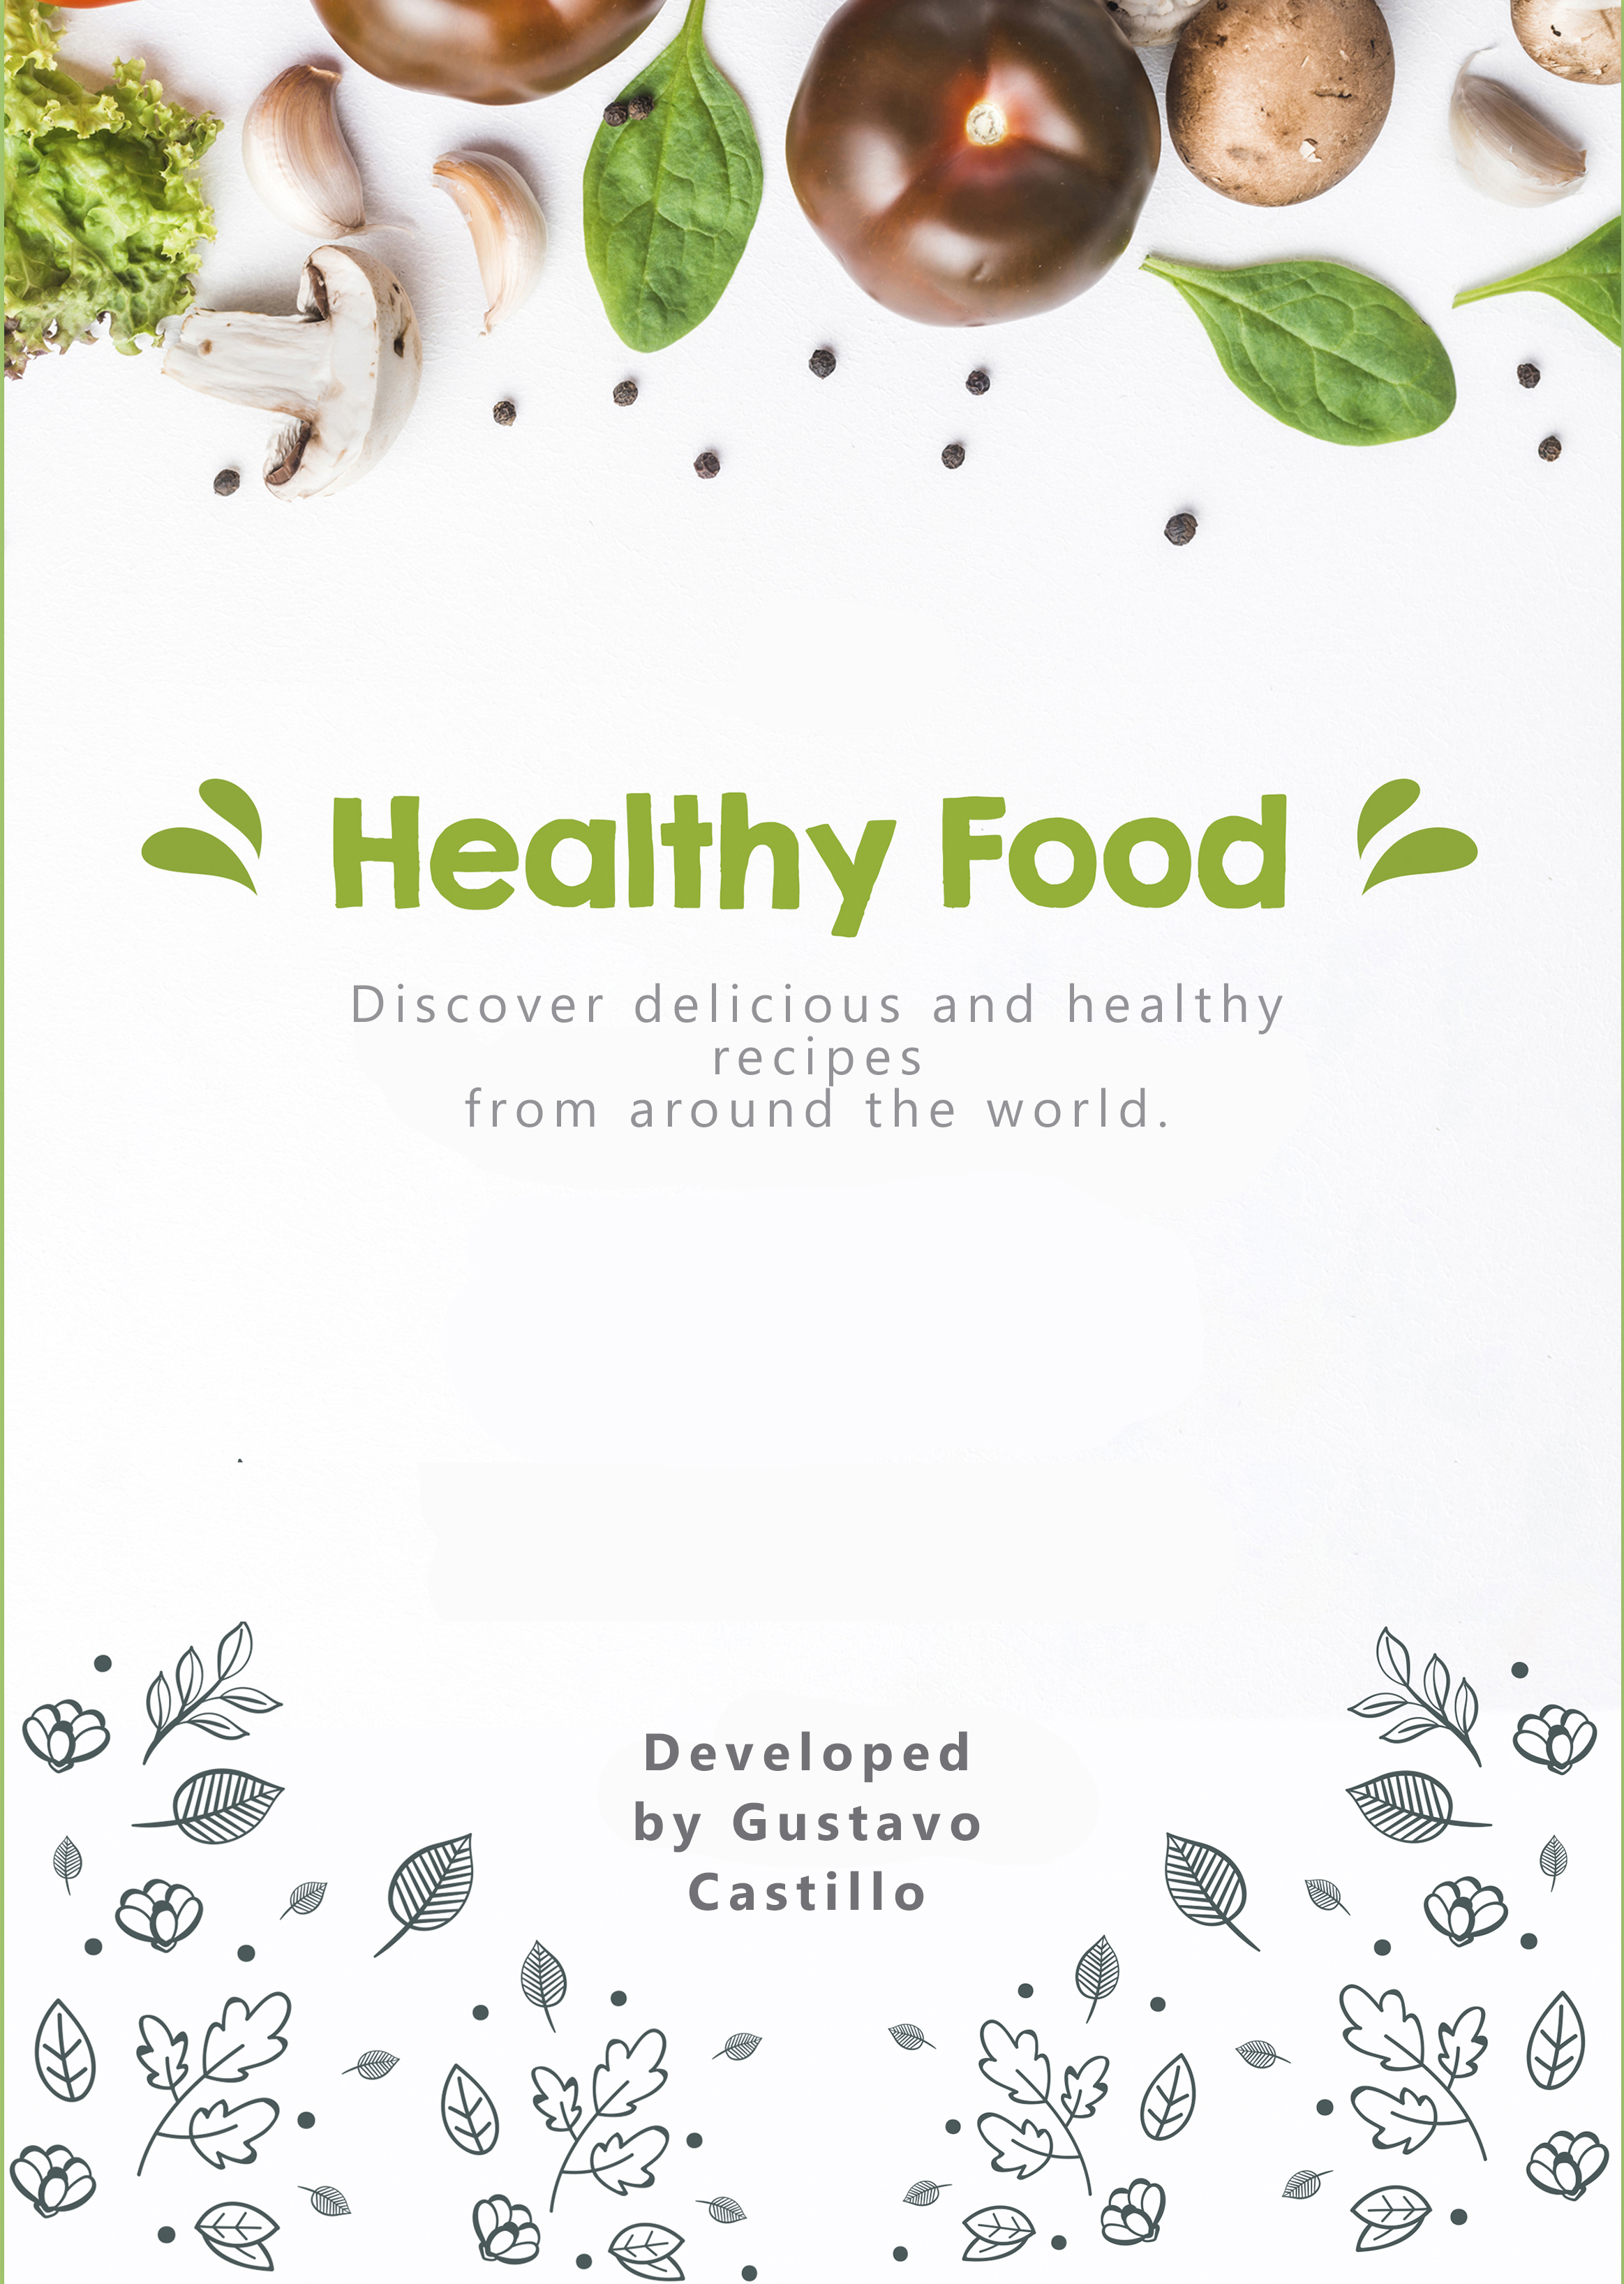 Healthy Food
Discover delicious and healthy
recipes
from around the world.
Developed
by Gustavo
Castillo